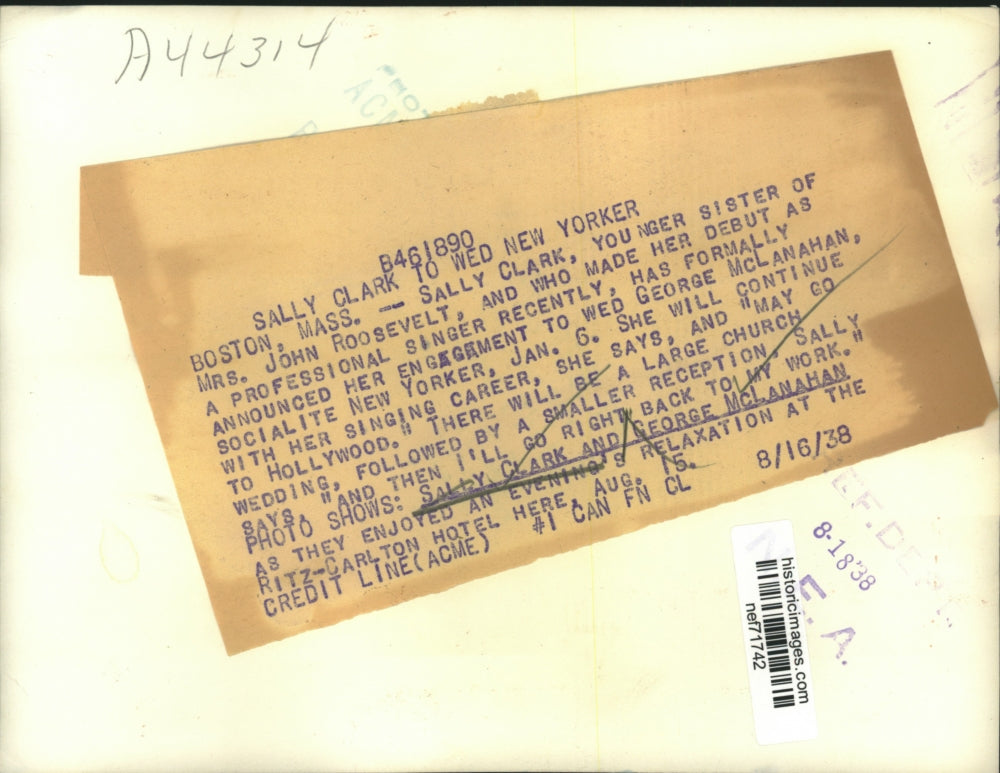 A44314
B461890
SALLY CLARK TO WED NEW YORKER
BOSTON, MASS. -- SALLY CLARK, YOUNGER SISTER OF
MRS. JOHN ROOSEVELT, AND WHO MADE HER DEBUT AS
A PROFESSIONAL SINGER RECENTLY, HAS FORMALLY
ANNOUNCED HER ENGAGEMENT TO WED GEORGE McLANAHAN,
SOCIALITE NEW YORKER, JAN. 6. SHE WILL CONTINUE
WITH HER SINGING CAREER, SHE SAYS, AND "MAY GO
TO HOLLYWOOD." THERE WILL BE A LARGE CHURCH
WEDDING, FOLLOWED BY A SMALLER RECEPTION, SALLY
SAYS, "AND THEN I'LL GO RIGHT BACK TO MY WORK."
PHOTO SHOWS: SALLY CLARK AND GEORGE McLANAHAN
AS THEY ENJOYED AN EVENING'S RELAXATION AT THE
RITZ-CARLTON HOTEL HERE, AUG. 15.
CREDIT LINE(ACME) #1 CAN FN CL 8/16/38
REF. DEPT.
8-18 38
N. E. A.
historicimages.com
nef71742